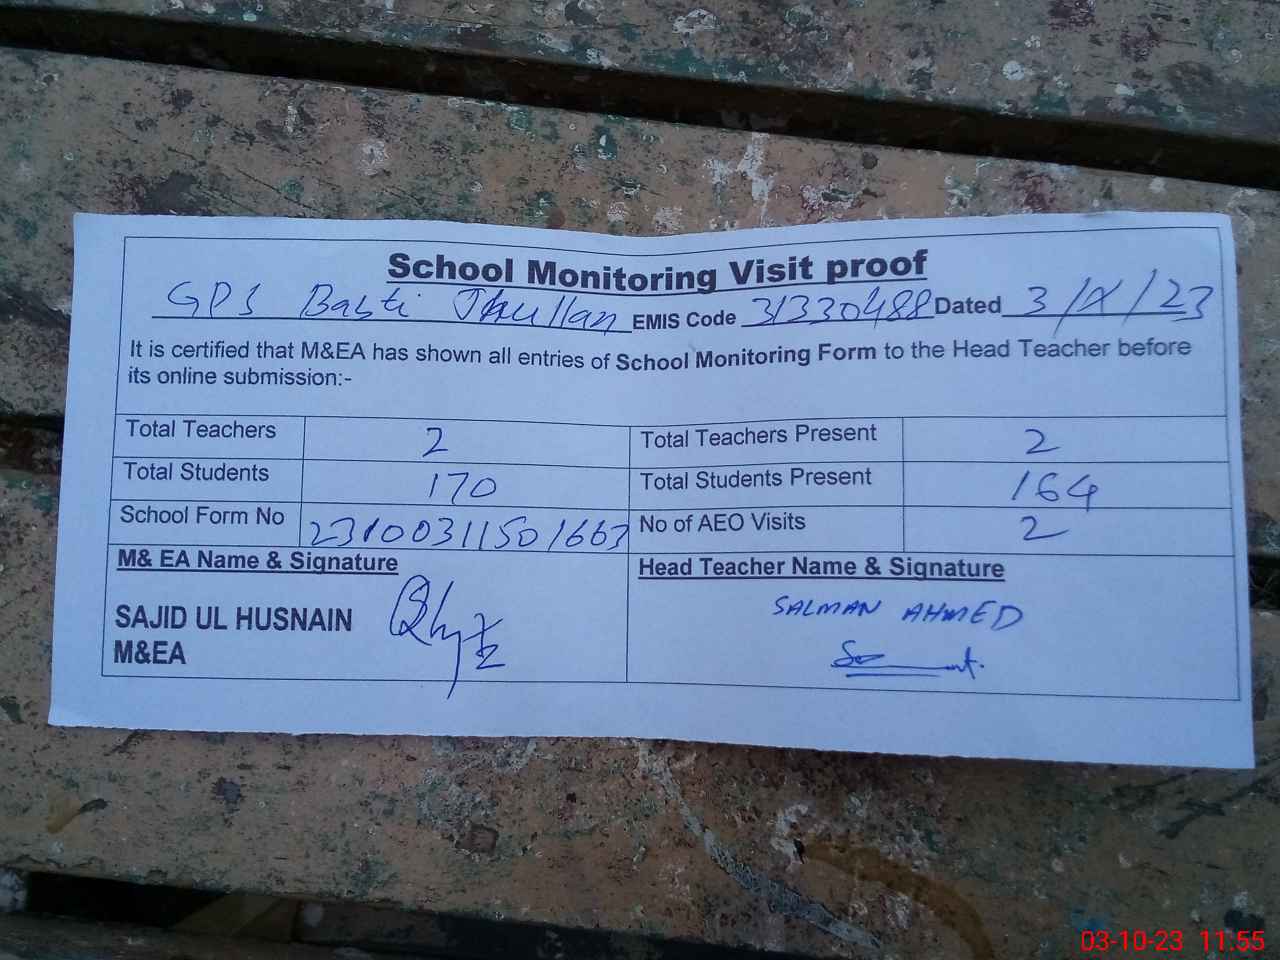 School Monitoring Visit proof
GPS Basti EMIS Code 31330488 Dated 3/X/23
It is certified that M&EA has shown all entries of School Monitoring Form to the Head Teacher before
its online submission:-
Total Teachers 2 Total Teachers Present 2
Total Students 170 Total Students Present 164
School Form No 23100311501663 No of AEO Visits 2
M& EA Name & Signature Head Teacher Name & Signature
SAJID UL HUSNAIN SALMAN AHMED
M&EA
03-10-23 11:55